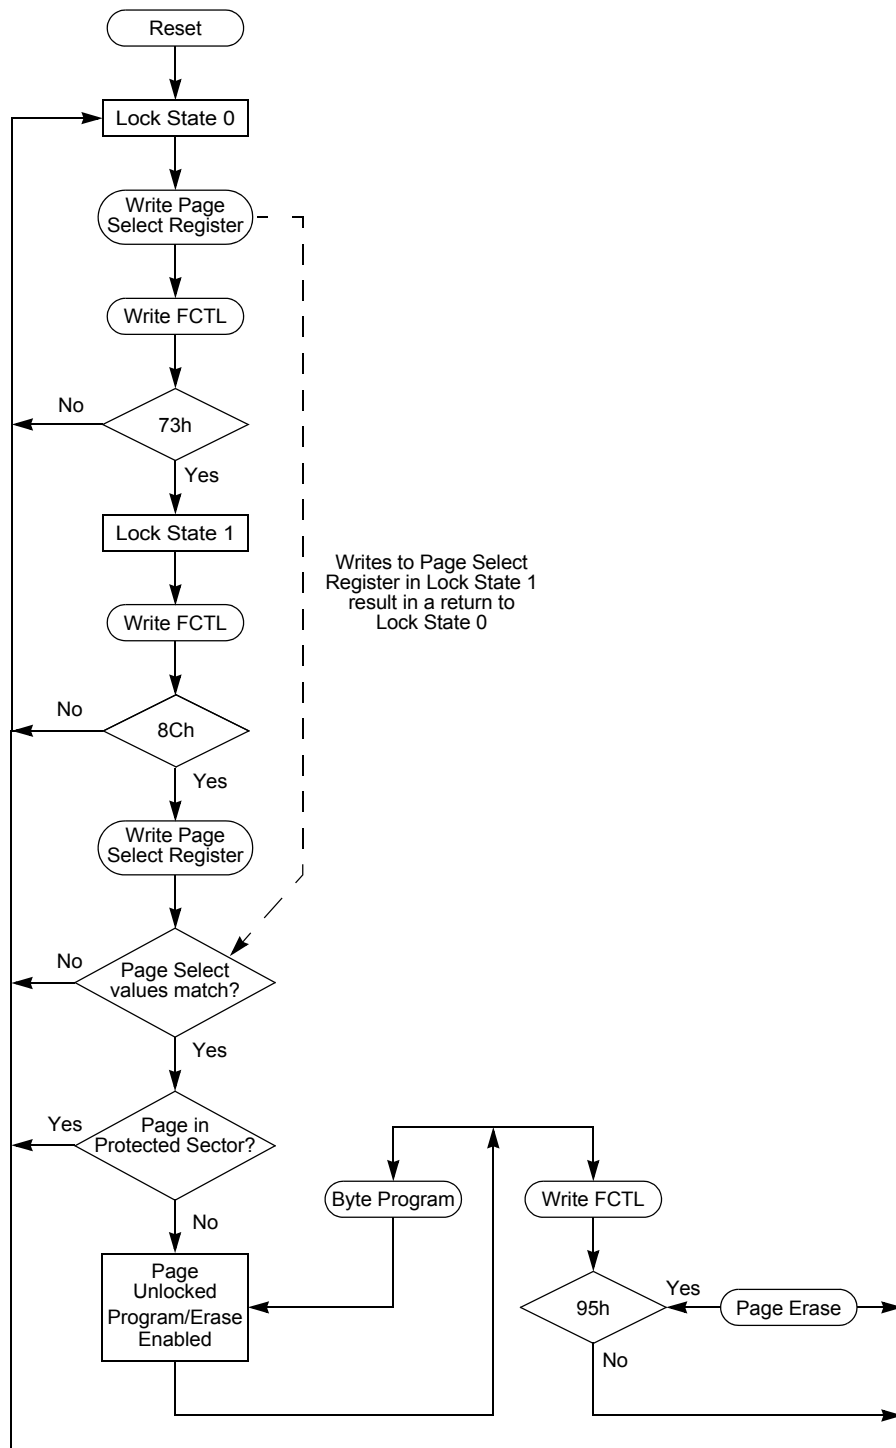 Reset
Lock State 0
Write Page
Select Register
Write FCTL
No
73h
Yes
Lock State 1
Writes to Page Select
Register in Lock State 1
result in a return to
Lock State 0
Write FCTL
No
8Ch
Yes
Write Page
Select Register
No
Page Select
values match?
Yes
Yes
Page in
Protected Sector?
No
Byte Program
Write FCTL
Page
Unlocked
Program/Erase
Enabled
95h
Yes
Page Erase
No